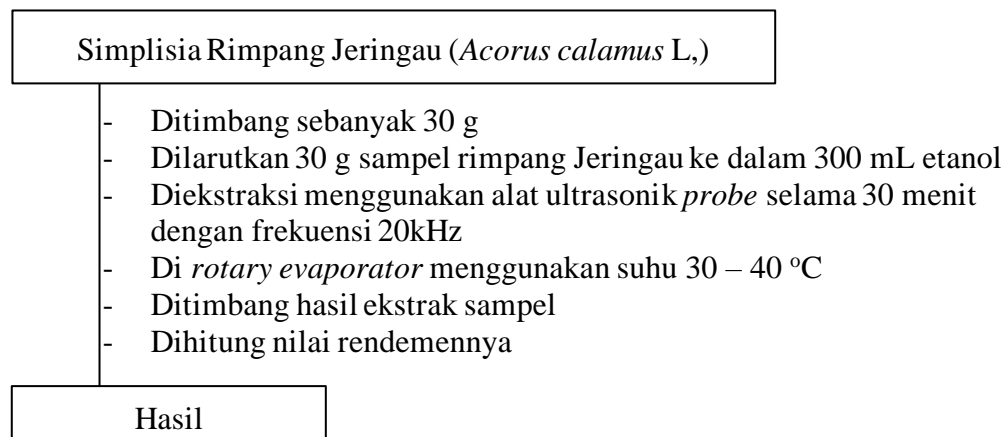 Simplisia Rimpang Jeringau (Acorus calamus L,)
- Ditimbang sebanyak 30 g
- Dilarutkan 30 g sampel rimpang Jeringau ke dalam 300 mL etanol
- Diekstraksi menggunakan alat ultrasonik probe selama 30 menit
dengan frekuensi 20kHz
- Di rotary evaporator menggunakan suhu 30 – 40 °C
- Ditimbang hasil ekstrak sampel
- Dihitung nilai rendemennya
Hasil